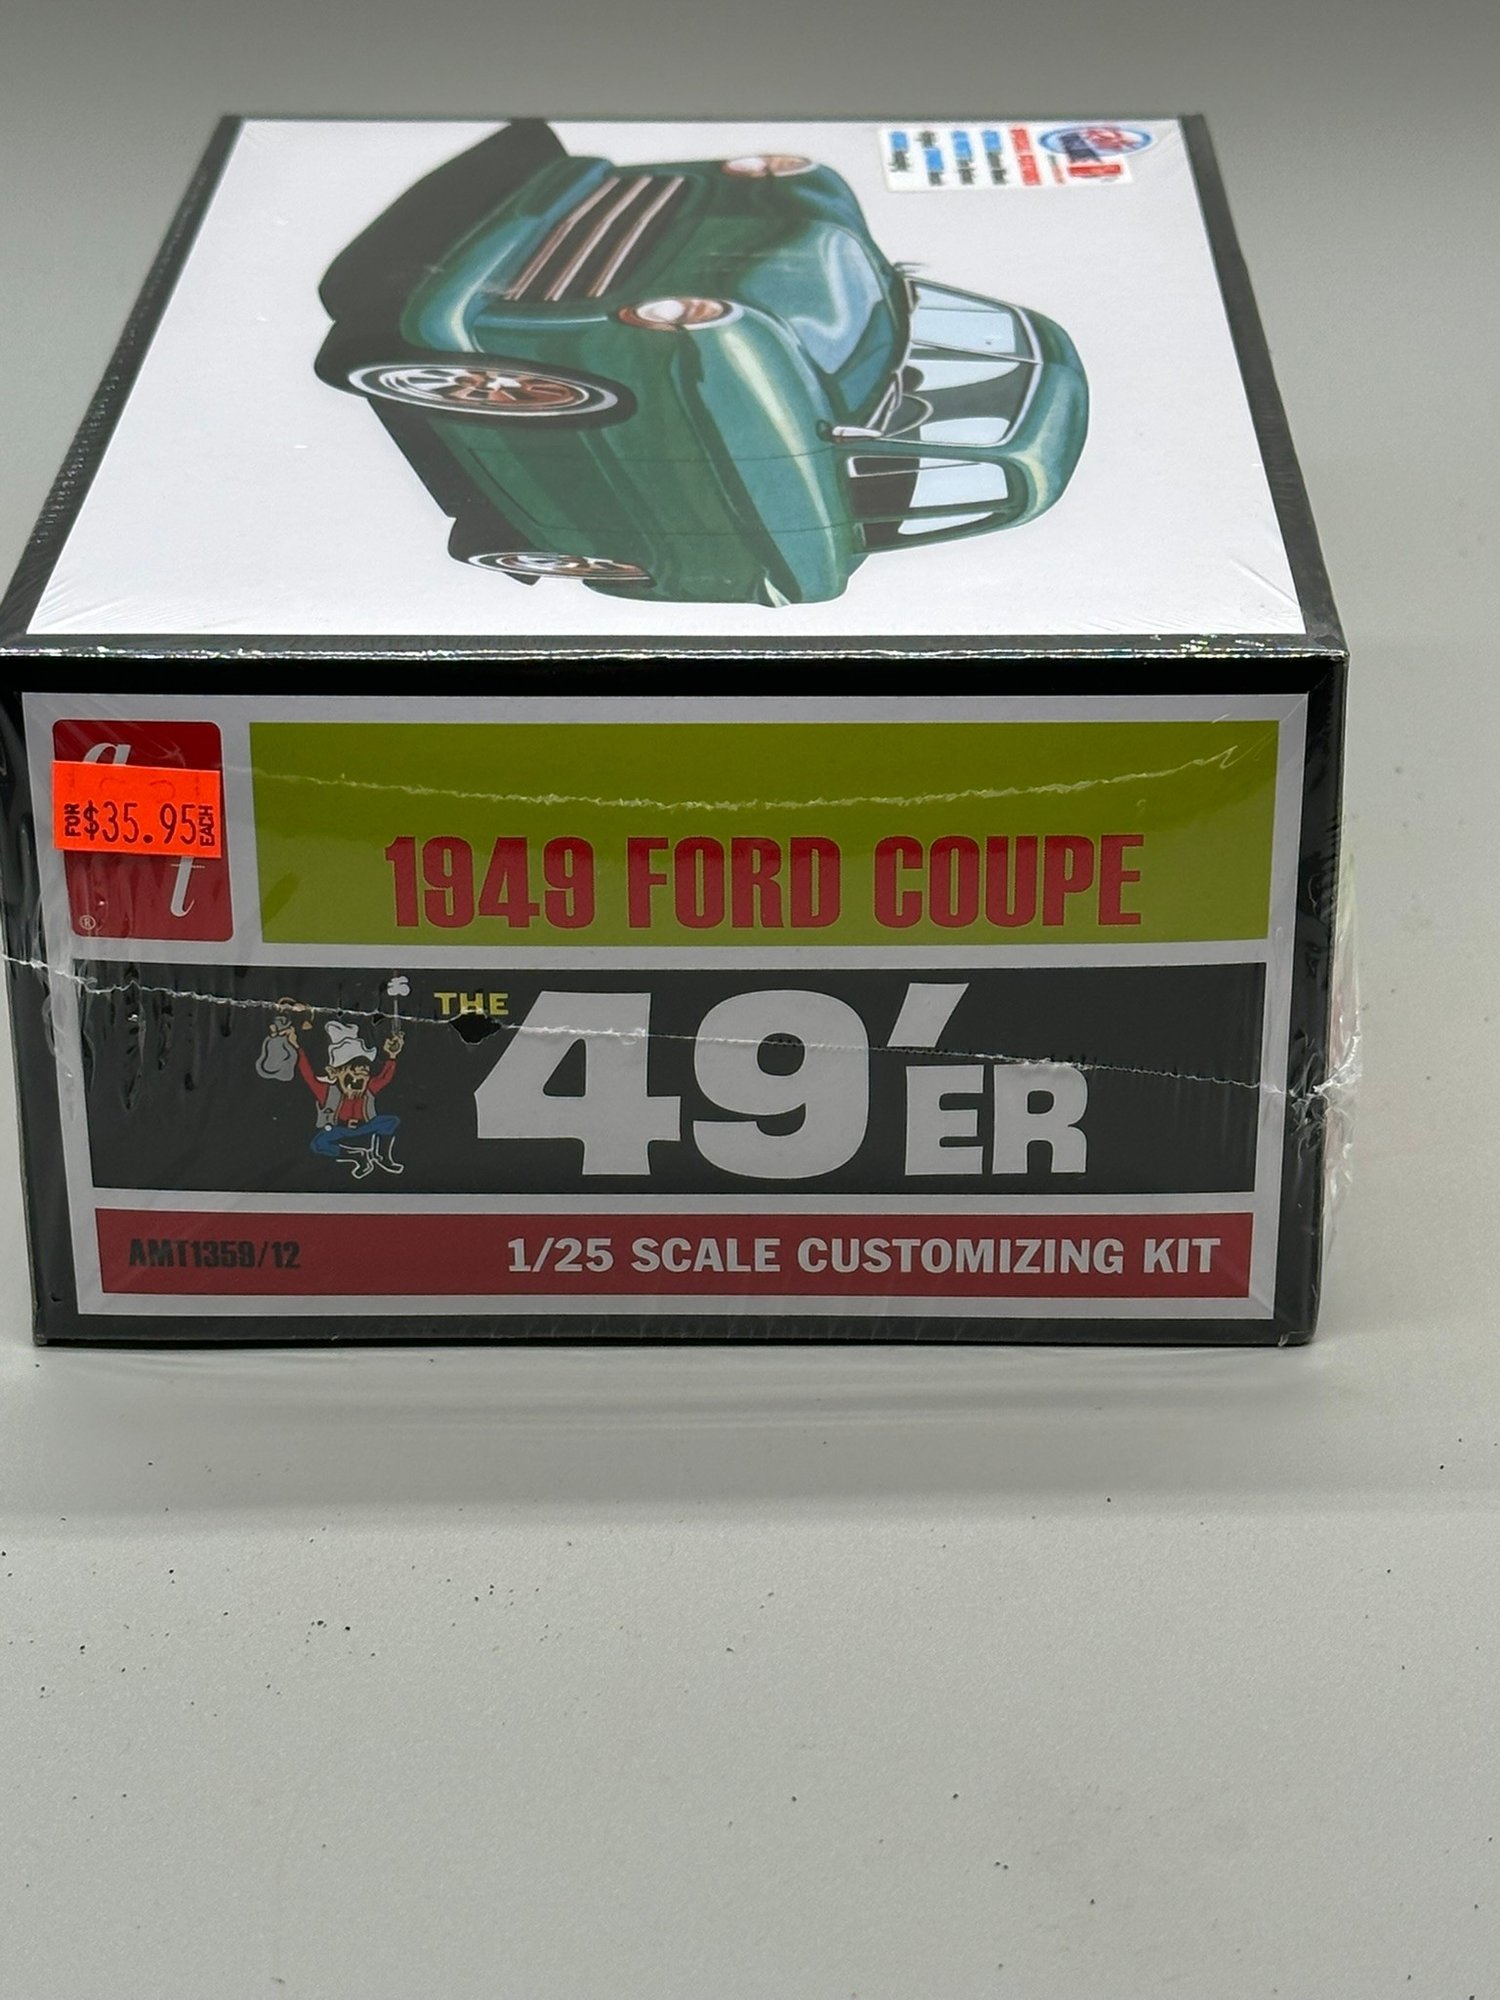 a
t
®
FOR $35.95 EACH
1949 FORD COUPE
THE
49'ER
AMT1359/12
1/25 SCALE CUSTOMIZING KIT